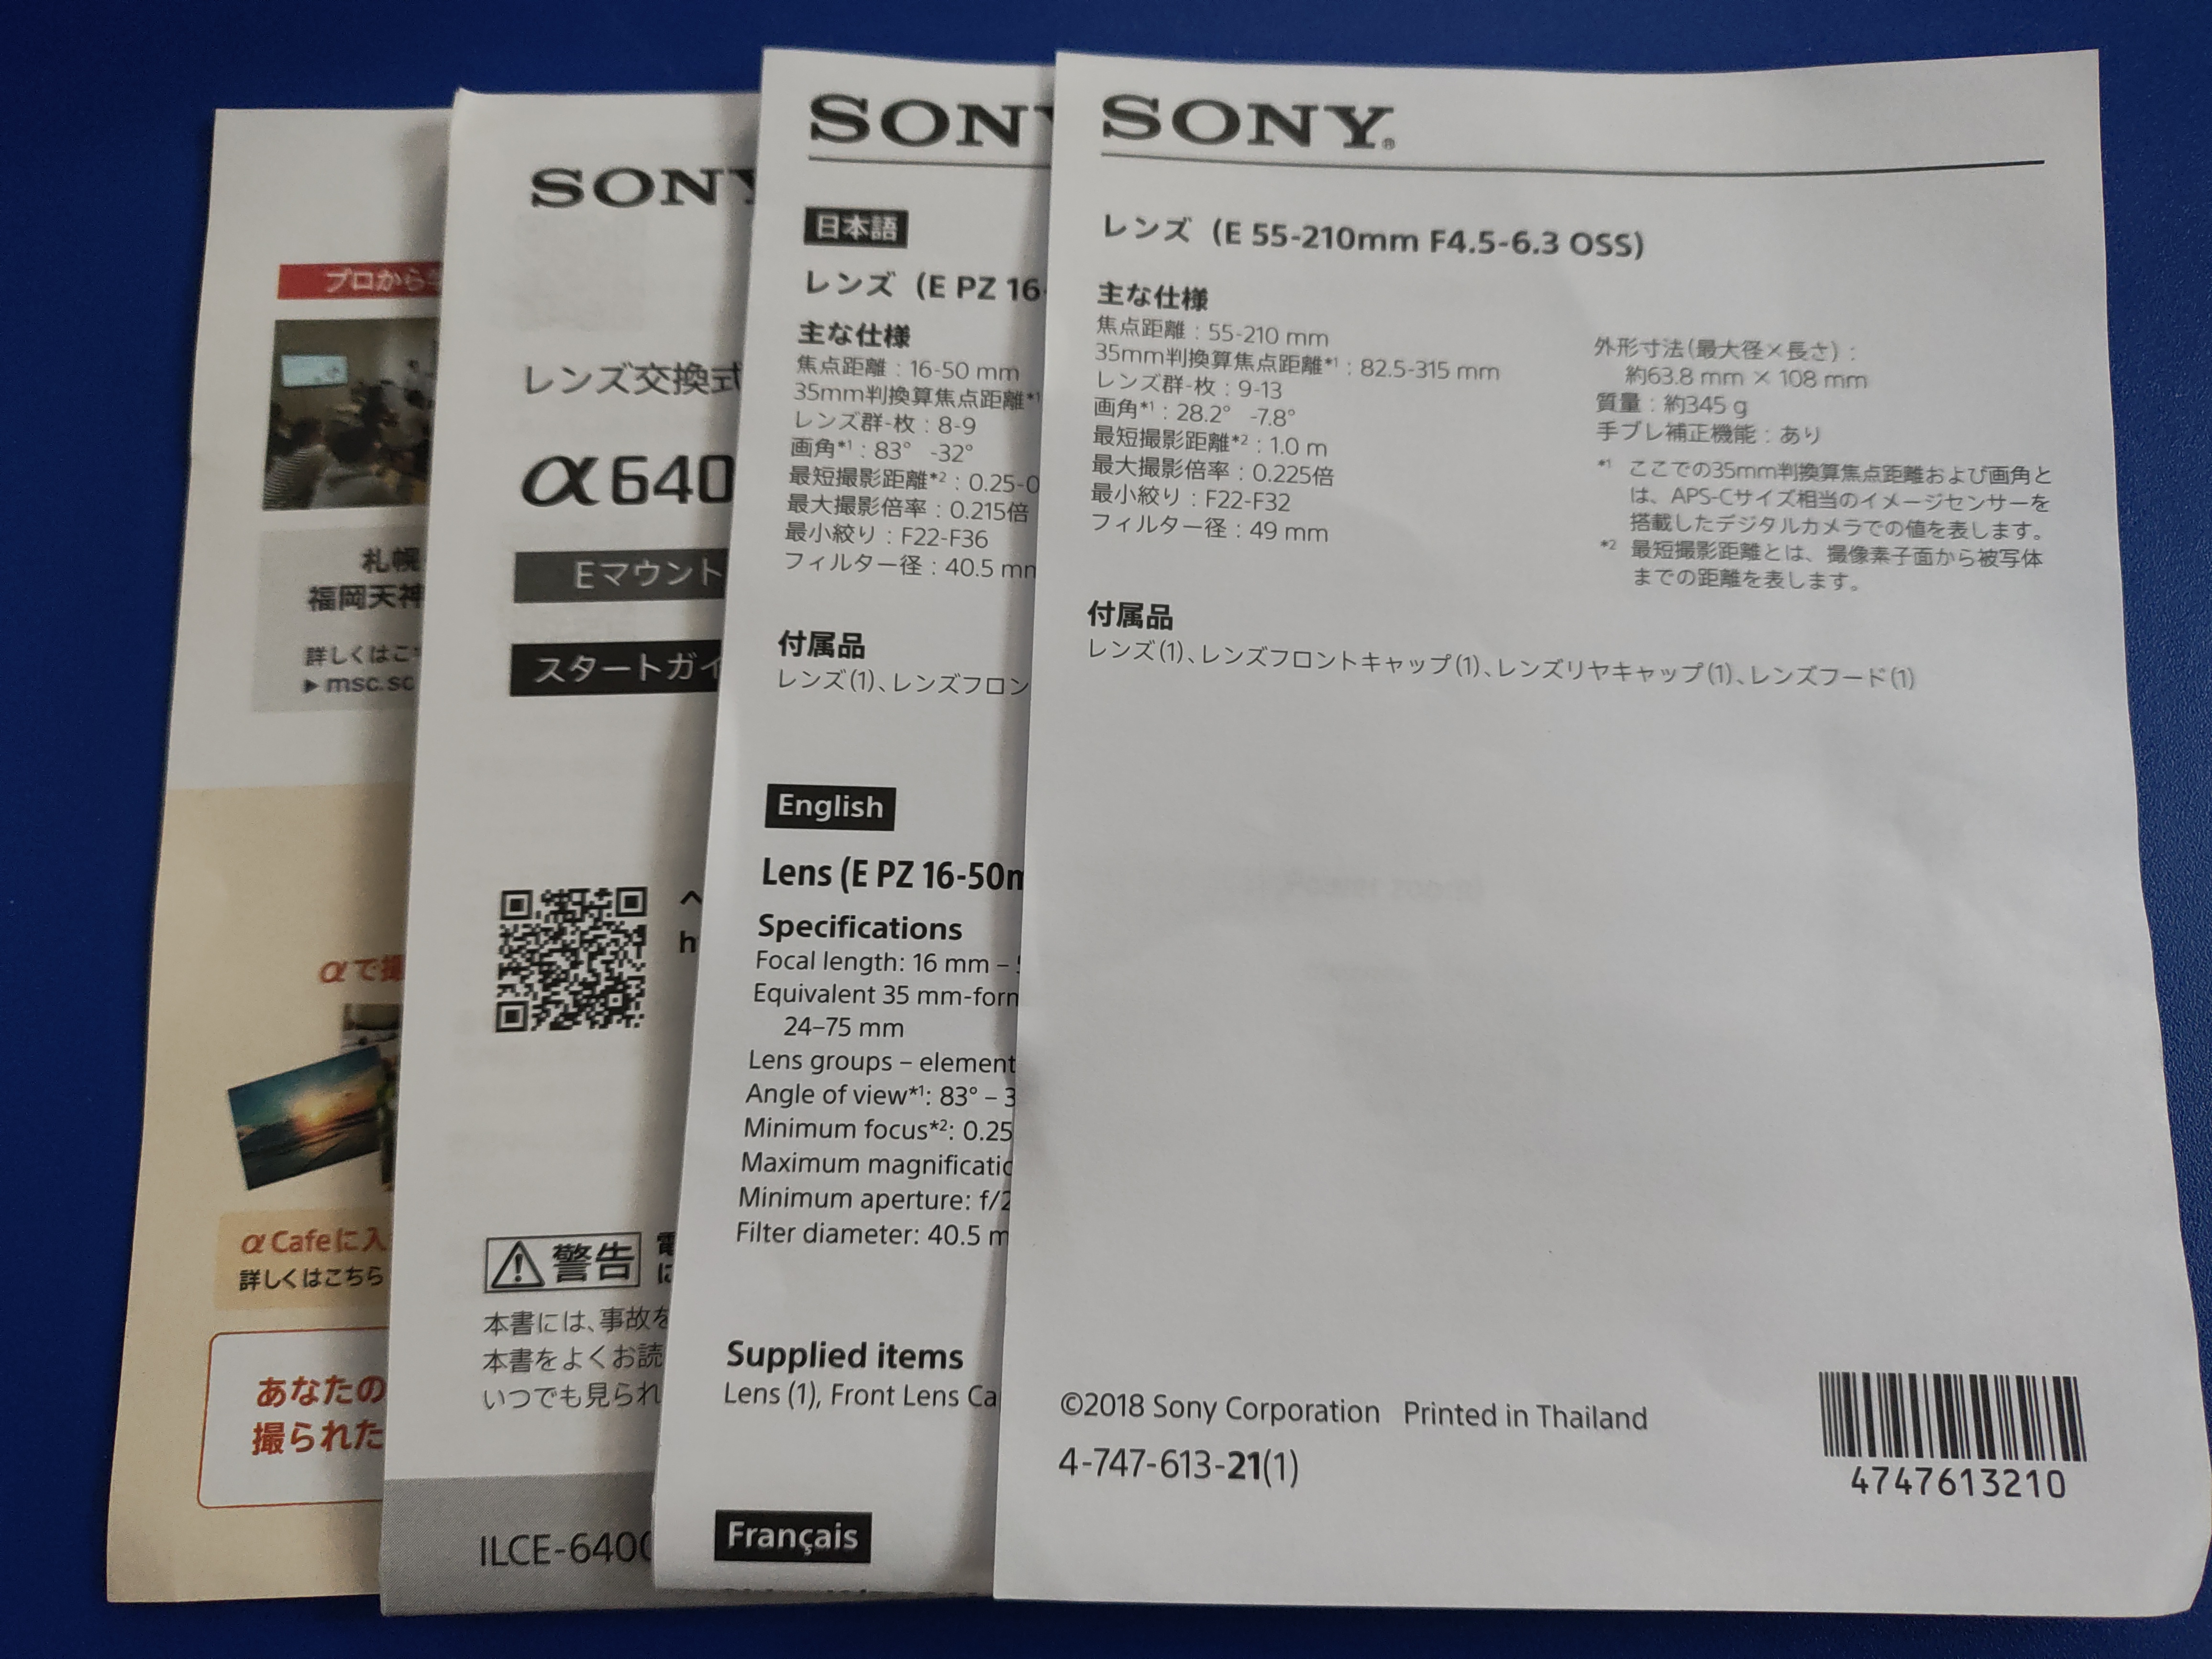 プロから
札幌
福岡天神
詳しくはこ
▶msc.so
αで撮
α Cafeに入
詳しくはこちら
あなたの
撮られた
SONY
レンズ交換式
α640
Eマウント
スタートガイ
警告
本書には、事故を
本書をよくお読
いつでも見られ
ILCE-640
SONY
日本語
レンズ（E PZ 16-
主な仕様
焦点距離：16-50 mm
35mm判換算焦点距離*1
レンズ群-枚：8-9
画角*1：83° -32°
最短撮影距離*2：0.25-0
最大撮影倍率：0.215倍
最小絞り：F22-F36
フィルター径：40.5 mm
付属品
レンズ(1)、レンズフロン
English
Lens (E PZ 16-50m
Specifications
Focal length: 16 mm –
Equivalent 35 mm-form
24–75 mm
Lens groups – element
Angle of view*1: 83° – 3
Minimum focus*2: 0.25
Maximum magnificatio
Minimum aperture: f/2
Filter diameter: 40.5 m
Supplied items
Lens (1), Front Lens Ca
Français
SONY®
レンズ（E 55-210mm F4.5-6.3 OSS）
主な仕様
焦点距離：55-210 mm
35mm判換算焦点距離*1：82.5-315 mm
レンズ群-枚：9-13
画角*1：28.2° -7.8°
最短撮影距離*2：1.0 m
最大撮影倍率：0.225倍
最小絞り：F22-F32
フィルター径：49 mm
外形寸法(最大径×長さ)：
約63.8 mm × 108 mm
質量：約345 g
手ブレ補正機能：あり
*1 ここでの35mm判換算焦点距離および画角と
は、APS-Cサイズ相当のイメージセンサーを
搭載したデジタルカメラでの値を表します。
*2 最短撮影距離とは、撮像素子面から被写体
までの距離を表します。
付属品
レンズ(1)、レンズフロントキャップ(1)、レンズリヤキャップ(1)、レンズフード(1)
©2018 Sony Corporation Printed in Thailand
4-747-613-21(1)
4747613210